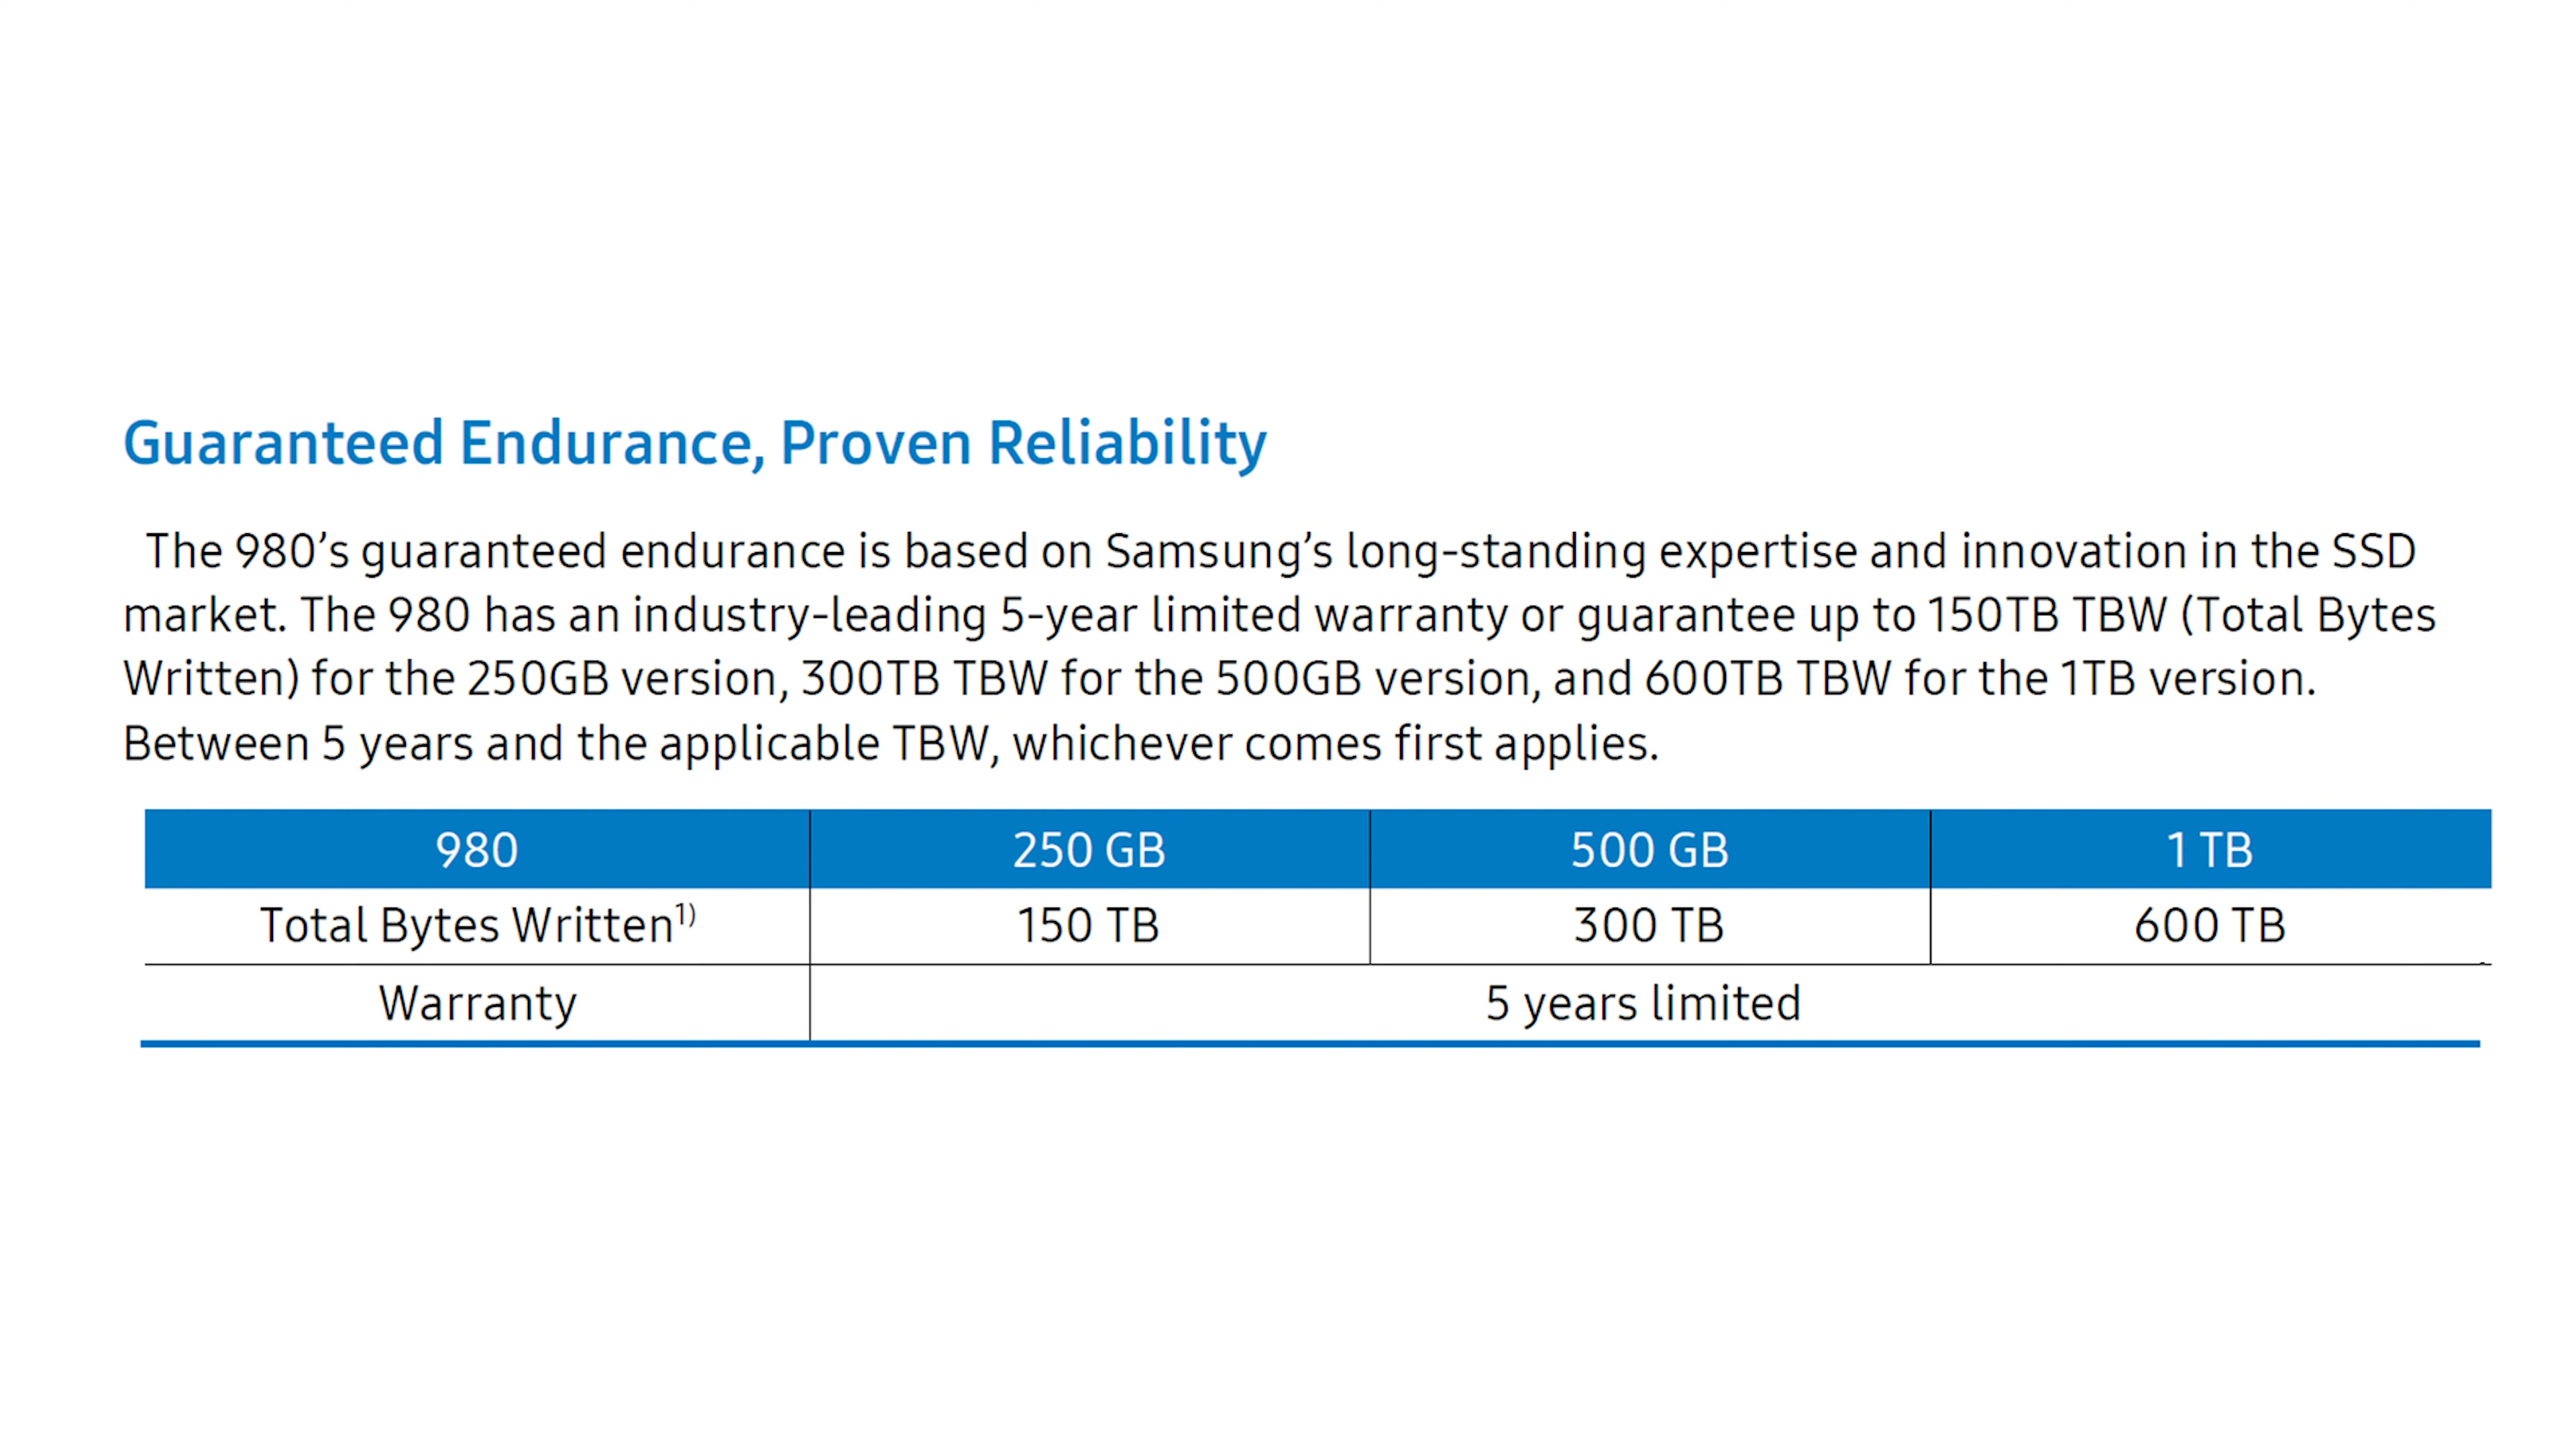 Guaranteed Endurance, Proven Reliability
The 980’s guaranteed endurance is based on Samsung’s long-standing expertise and innovation in the SSD
market. The 980 has an industry-leading 5-year limited warranty or guarantee up to 150TB TBW (Total Bytes
Written) for the 250GB version, 300TB TBW for the 500GB version, and 600TB TBW for the 1TB version.
Between 5 years and the applicable TBW, whichever comes first applies.
980 250 GB 500 GB 1 TB
Total Bytes Written1) 150 TB 300 TB 600 TB
Warranty 5 years limited